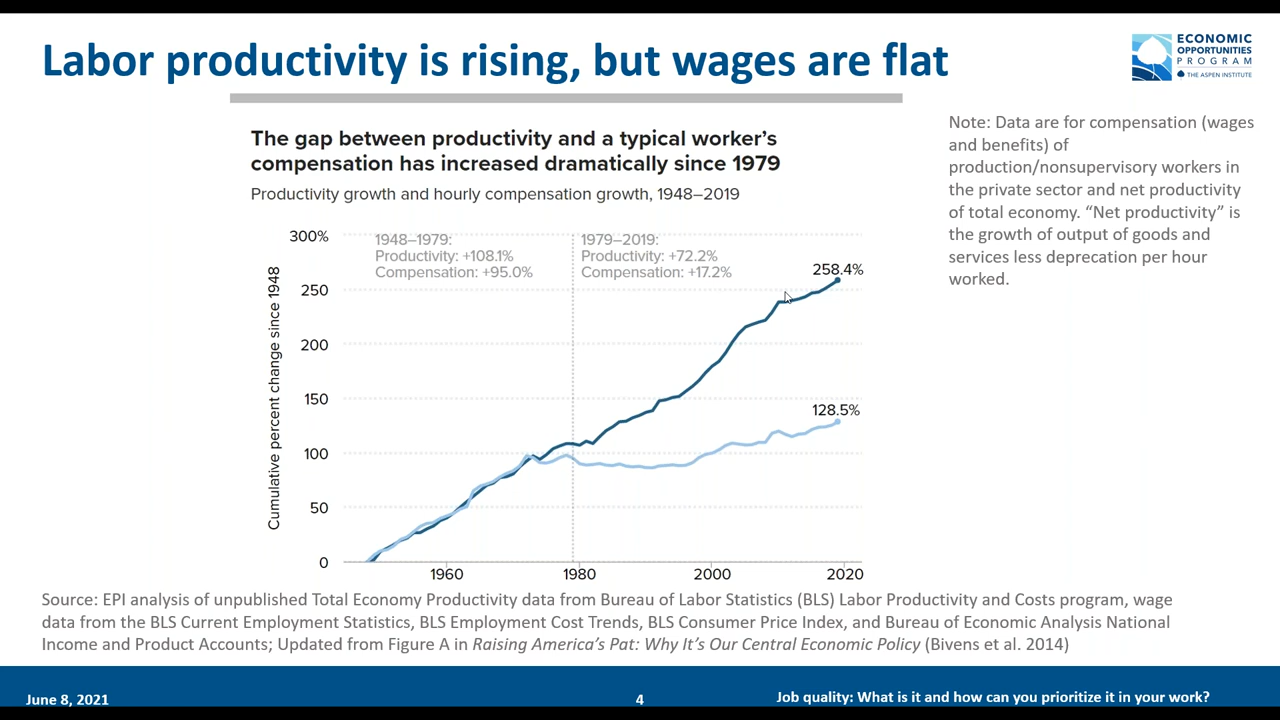 Labor productivity is rising, but wages are flat
ECONOMIC
OPPORTUNITIES
PROGRAM
THE ASPEN INSTITUTE
The gap between productivity and a typical worker's
compensation has increased dramatically since 1979
Productivity growth and hourly compensation growth, 1948–2019
Note: Data are for compensation (wages
and benefits) of
production/nonsupervisory workers in
the private sector and net productivity
of total economy. “Net productivity” is
the growth of output of goods and
services less deprecation per hour
worked.
Cumulative percent change since 1948
300%
250
200
150
100
50
0
1948–1979:
Productivity: +108.1%
Compensation: +95.0%
1979–2019:
Productivity: +72.2%
Compensation: +17.2%
258.4%
128.5%
1960
1980
2000
2020
Source: EPI analysis of unpublished Total Economy Productivity data from Bureau of Labor Statistics (BLS) Labor Productivity and Costs program, wage
data from the BLS Current Employment Statistics, BLS Employment Cost Trends, BLS Consumer Price Index, and Bureau of Economic Analysis National
Income and Product Accounts; Updated from Figure A in Raising America's Pat: Why It's Our Central Economic Policy (Bivens et al. 2014)
June 8, 2021
4
Job quality: What is it and how can you prioritize it in your work?